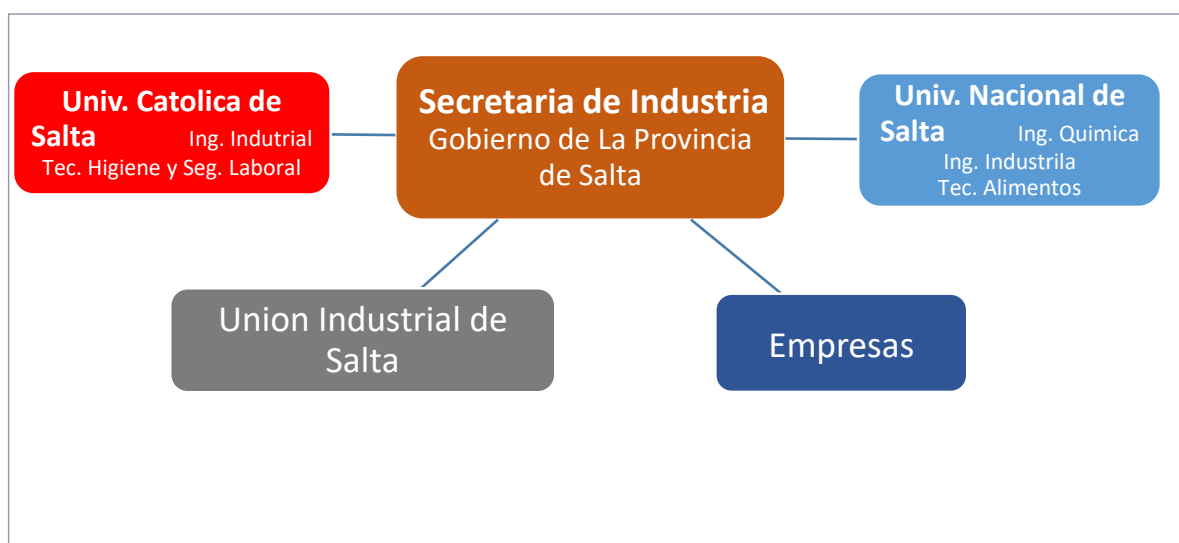 Univ. Catolica de
Salta Ing. Indutrial
Tec. Higiene y Seg. Laboral
Secretaria de Industria
Gobierno de La Provincia
de Salta
Univ. Nacional de
Salta Ing. Quimica
Ing. Industrila
Tec. Alimentos
Union Industrial de
Salta
Empresas